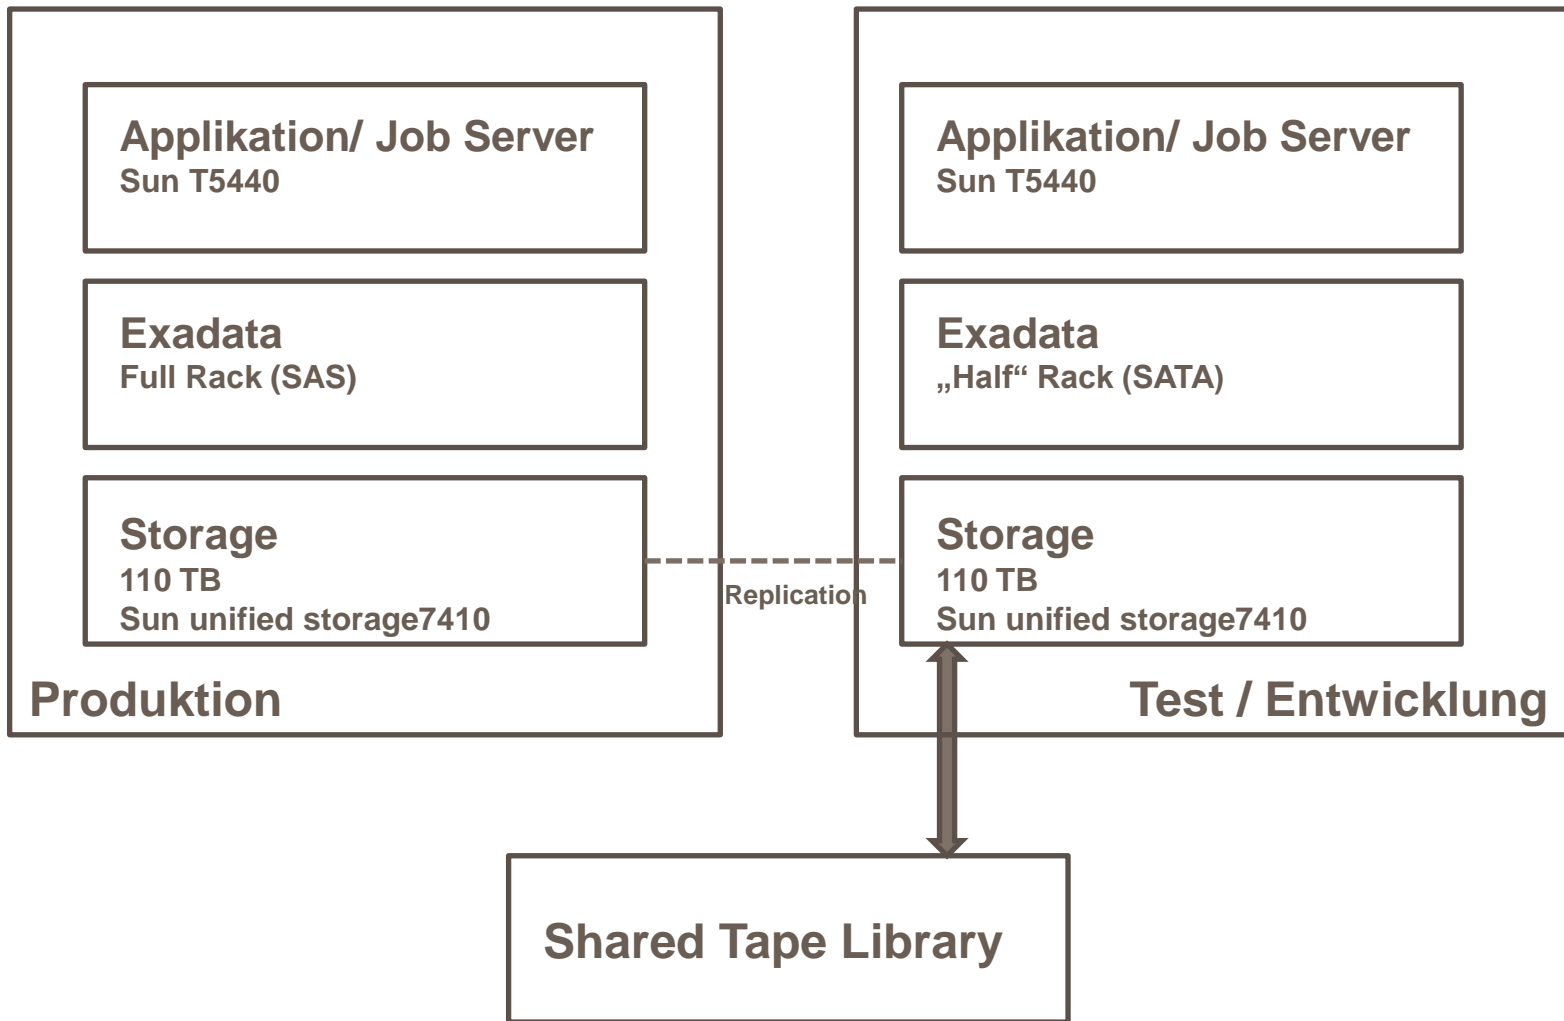 Applikation/ Job Server
Sun T5440
Exadata
Full Rack (SAS)
Storage
110 TB
Sun unified storage7410
Produktion
Replication
Applikation/ Job Server
Sun T5440
Exadata
„Half“ Rack (SATA)
Storage
110 TB
Sun unified storage7410
Test / Entwicklung
Shared Tape Library